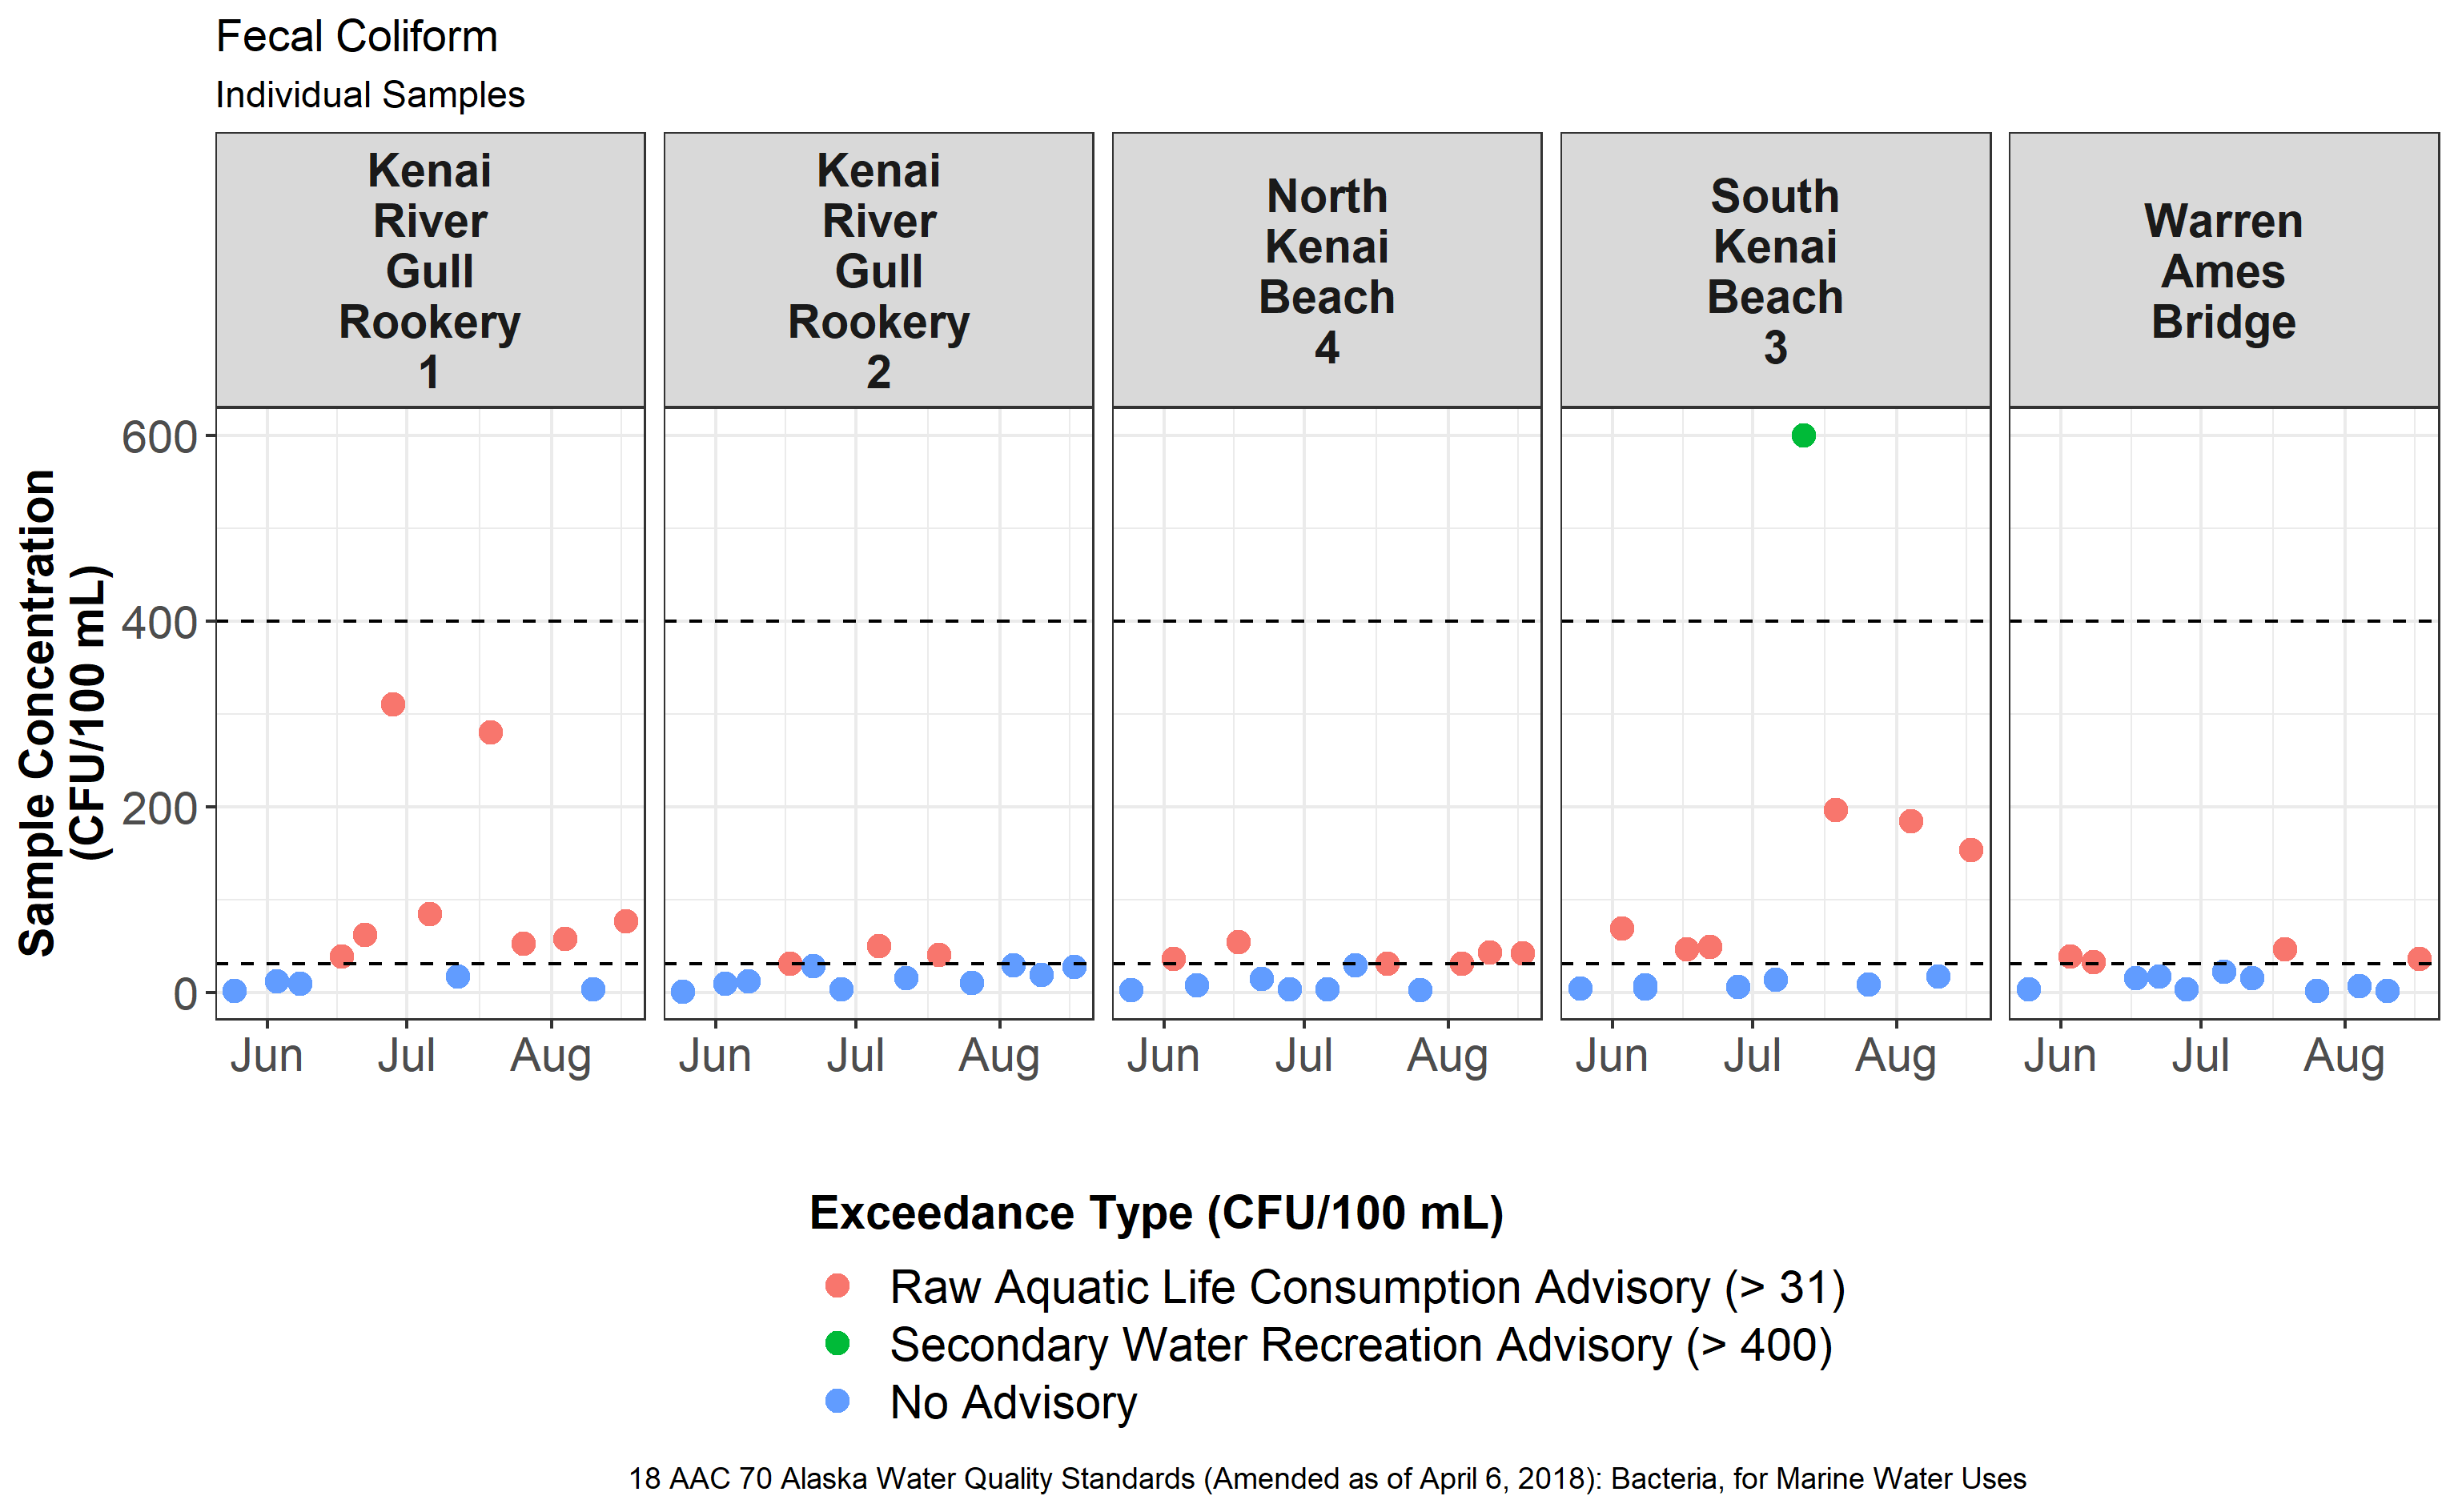 Fecal Coliform
Individual Samples
Kenai
River
Gull
Rookery
1
Kenai
River
Gull
Rookery
2
North
Kenai
Beach
4
South
Kenai
Beach
3
Warren
Ames
Bridge
Sample Concentration
(CFU/100 mL)
600
400
200
0
Jun Jul Aug
Jun Jul Aug
Jun Jul Aug
Jun Jul Aug
Jun Jul Aug
Exceedance Type (CFU/100 mL)
Raw Aquatic Life Consumption Advisory (> 31)
Secondary Water Recreation Advisory (> 400)
No Advisory
18 AAC 70 Alaska Water Quality Standards (Amended as of April 6, 2018): Bacteria, for Marine Water Uses